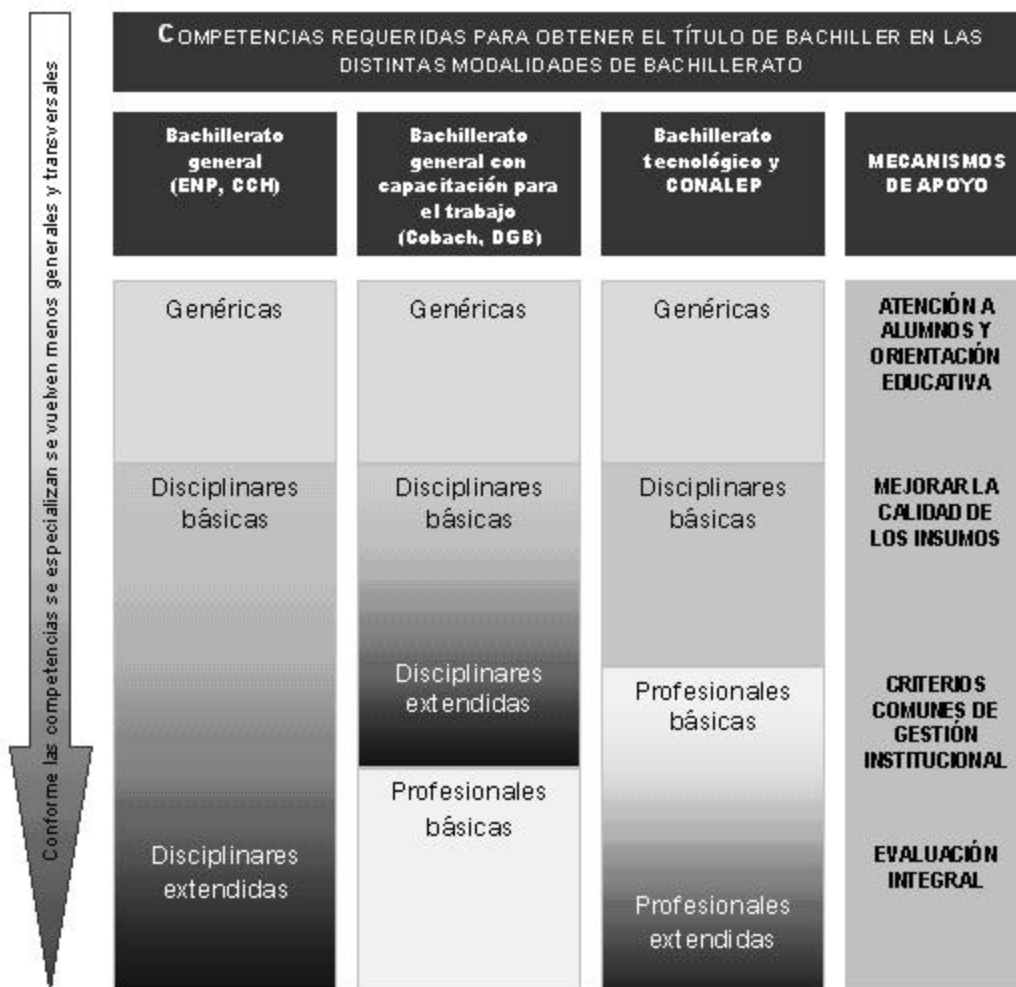 COMPETENCIAS REQUERIDAS PARA OBTENER EL TÍTULO DE BACHILLER EN LAS
DISTINTAS MODALIDADES DE BACHILLERATO
Conforme las competencias se especializan se vuelven menos generales y transversales
Bachillerato
general
(ENP, CCH)
Bachillerato
general con
capacitación para
el trabajo
(Cobach, DGB)
Bachillerato
tecnológico y
CONALEP
MECANISMOS
DE APOYO
Genéricas
Disciplinares
básicas
Disciplinares
extendidas
Genéricas
Disciplinares
básicas
Disciplinares
extendidas
Profesionales
básicas
Genéricas
Disciplinares
básicas
Profesionales
básicas
Profesionales
extendidas
ATENCIÓN A
ALUMNOS Y
ORIENTACIÓN
EDUCATIVA
MEJORAR LA
CALIDAD DE
LOS INSUMOS
CRITERIOS
COMUNES DE
GESTIÓN
INSTITUCIONAL
EVALUACIÓN
INTEGRAL